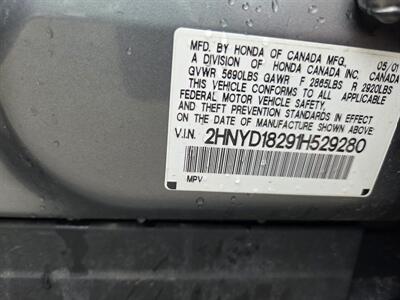 MFD. BY HONDA OF CANADA MFG. 05/01
A DIVISION OF HONDA CANADA INC. CANADA
GVWR 5690LBS GAWR F 2865LBS R 2920LBS
THIS VEHICLE CONFORMS TO ALL APPLICABLE
FEDERAL MOTOR VEHICLE SAFETY
AND THEFT PREVENTION STANDARDS IN EFFECT
ON THE DATE OF MANUFACTURE SHOWN ABOVE.
V.I.N. 2HNYD18291H529280
MPV